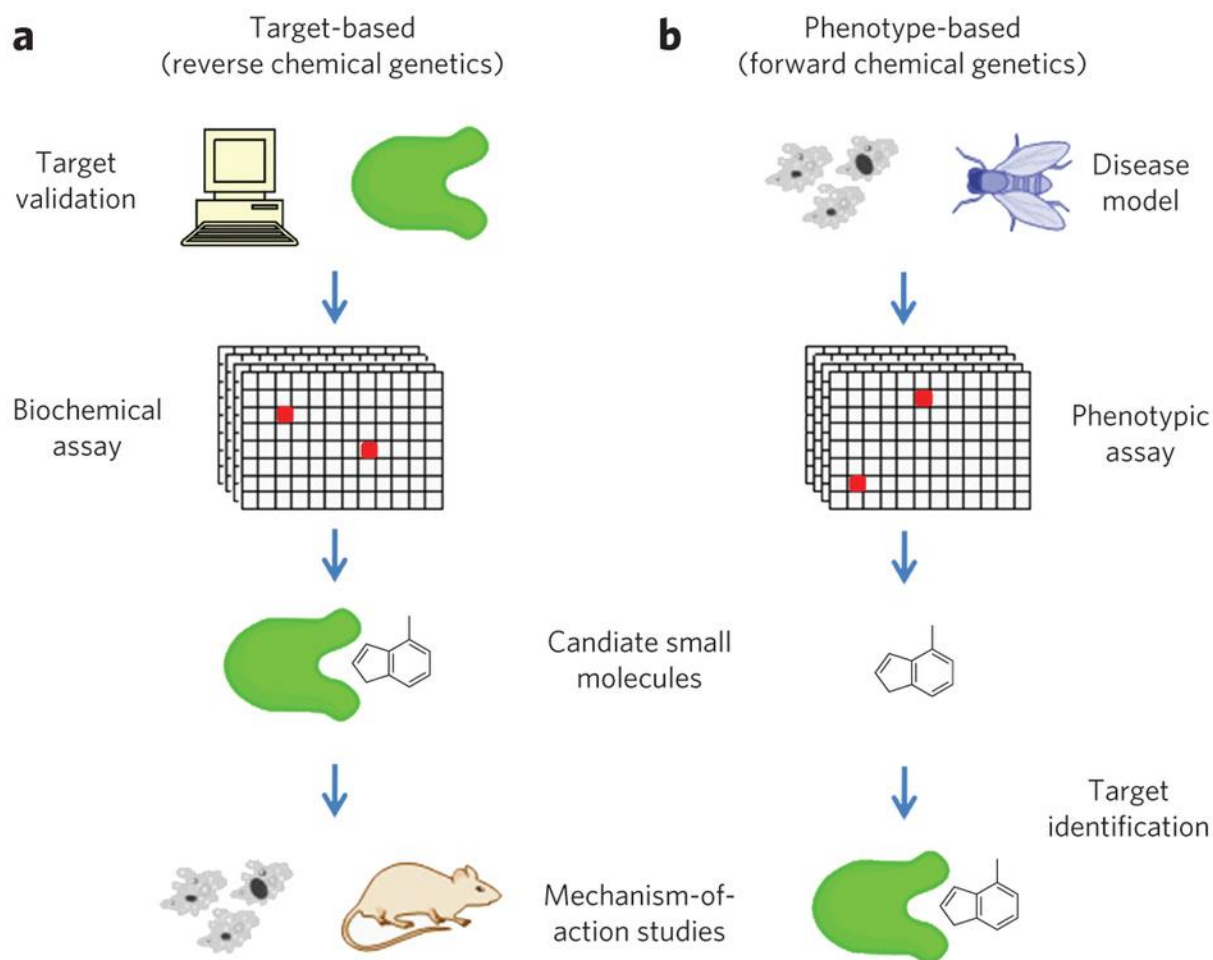 a
Target-based
(reverse chemical genetics)
b
Phenotype-based
(forward chemical genetics)
Target
validation
Disease
model
Biochemical
assay
Phenotypic
assay
Candiate small
molecules
Target
identification
Mechanism-of-
action studies